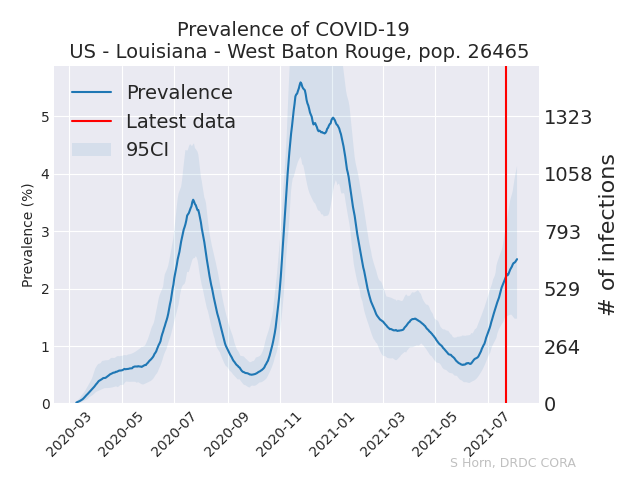 Prevalence of COVID-19
US - Louisiana - West Baton Rouge, pop. 26465
Prevalence
Latest data
95CI
Prevalence (%)
5
4
3
2
1
0
1323
1058
793
529
264
0
# of infections
2020-03
2020-05
2020-07
2020-09
2020-11
2021-01
2021-03
2021-05
2021-07
S Horn, DRDC CORA